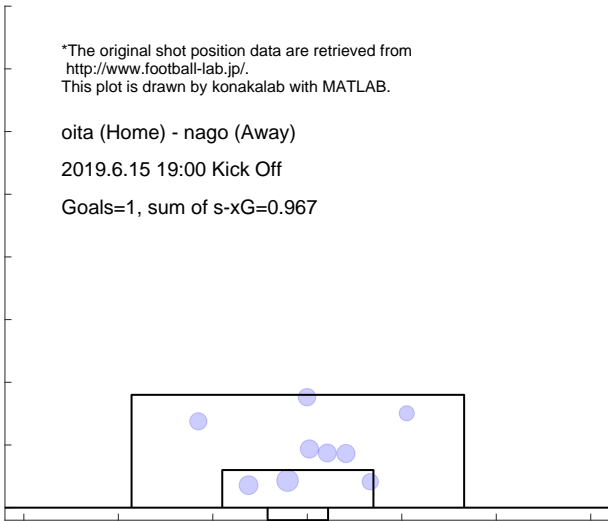 *The original shot position data are retrieved from
http://www.football-lab.jp/.
This plot is drawn by konakalab with MATLAB.
oita (Home) - nago (Away)
2019.6.15 19:00 Kick Off
Goals=1, sum of s-xG=0.967